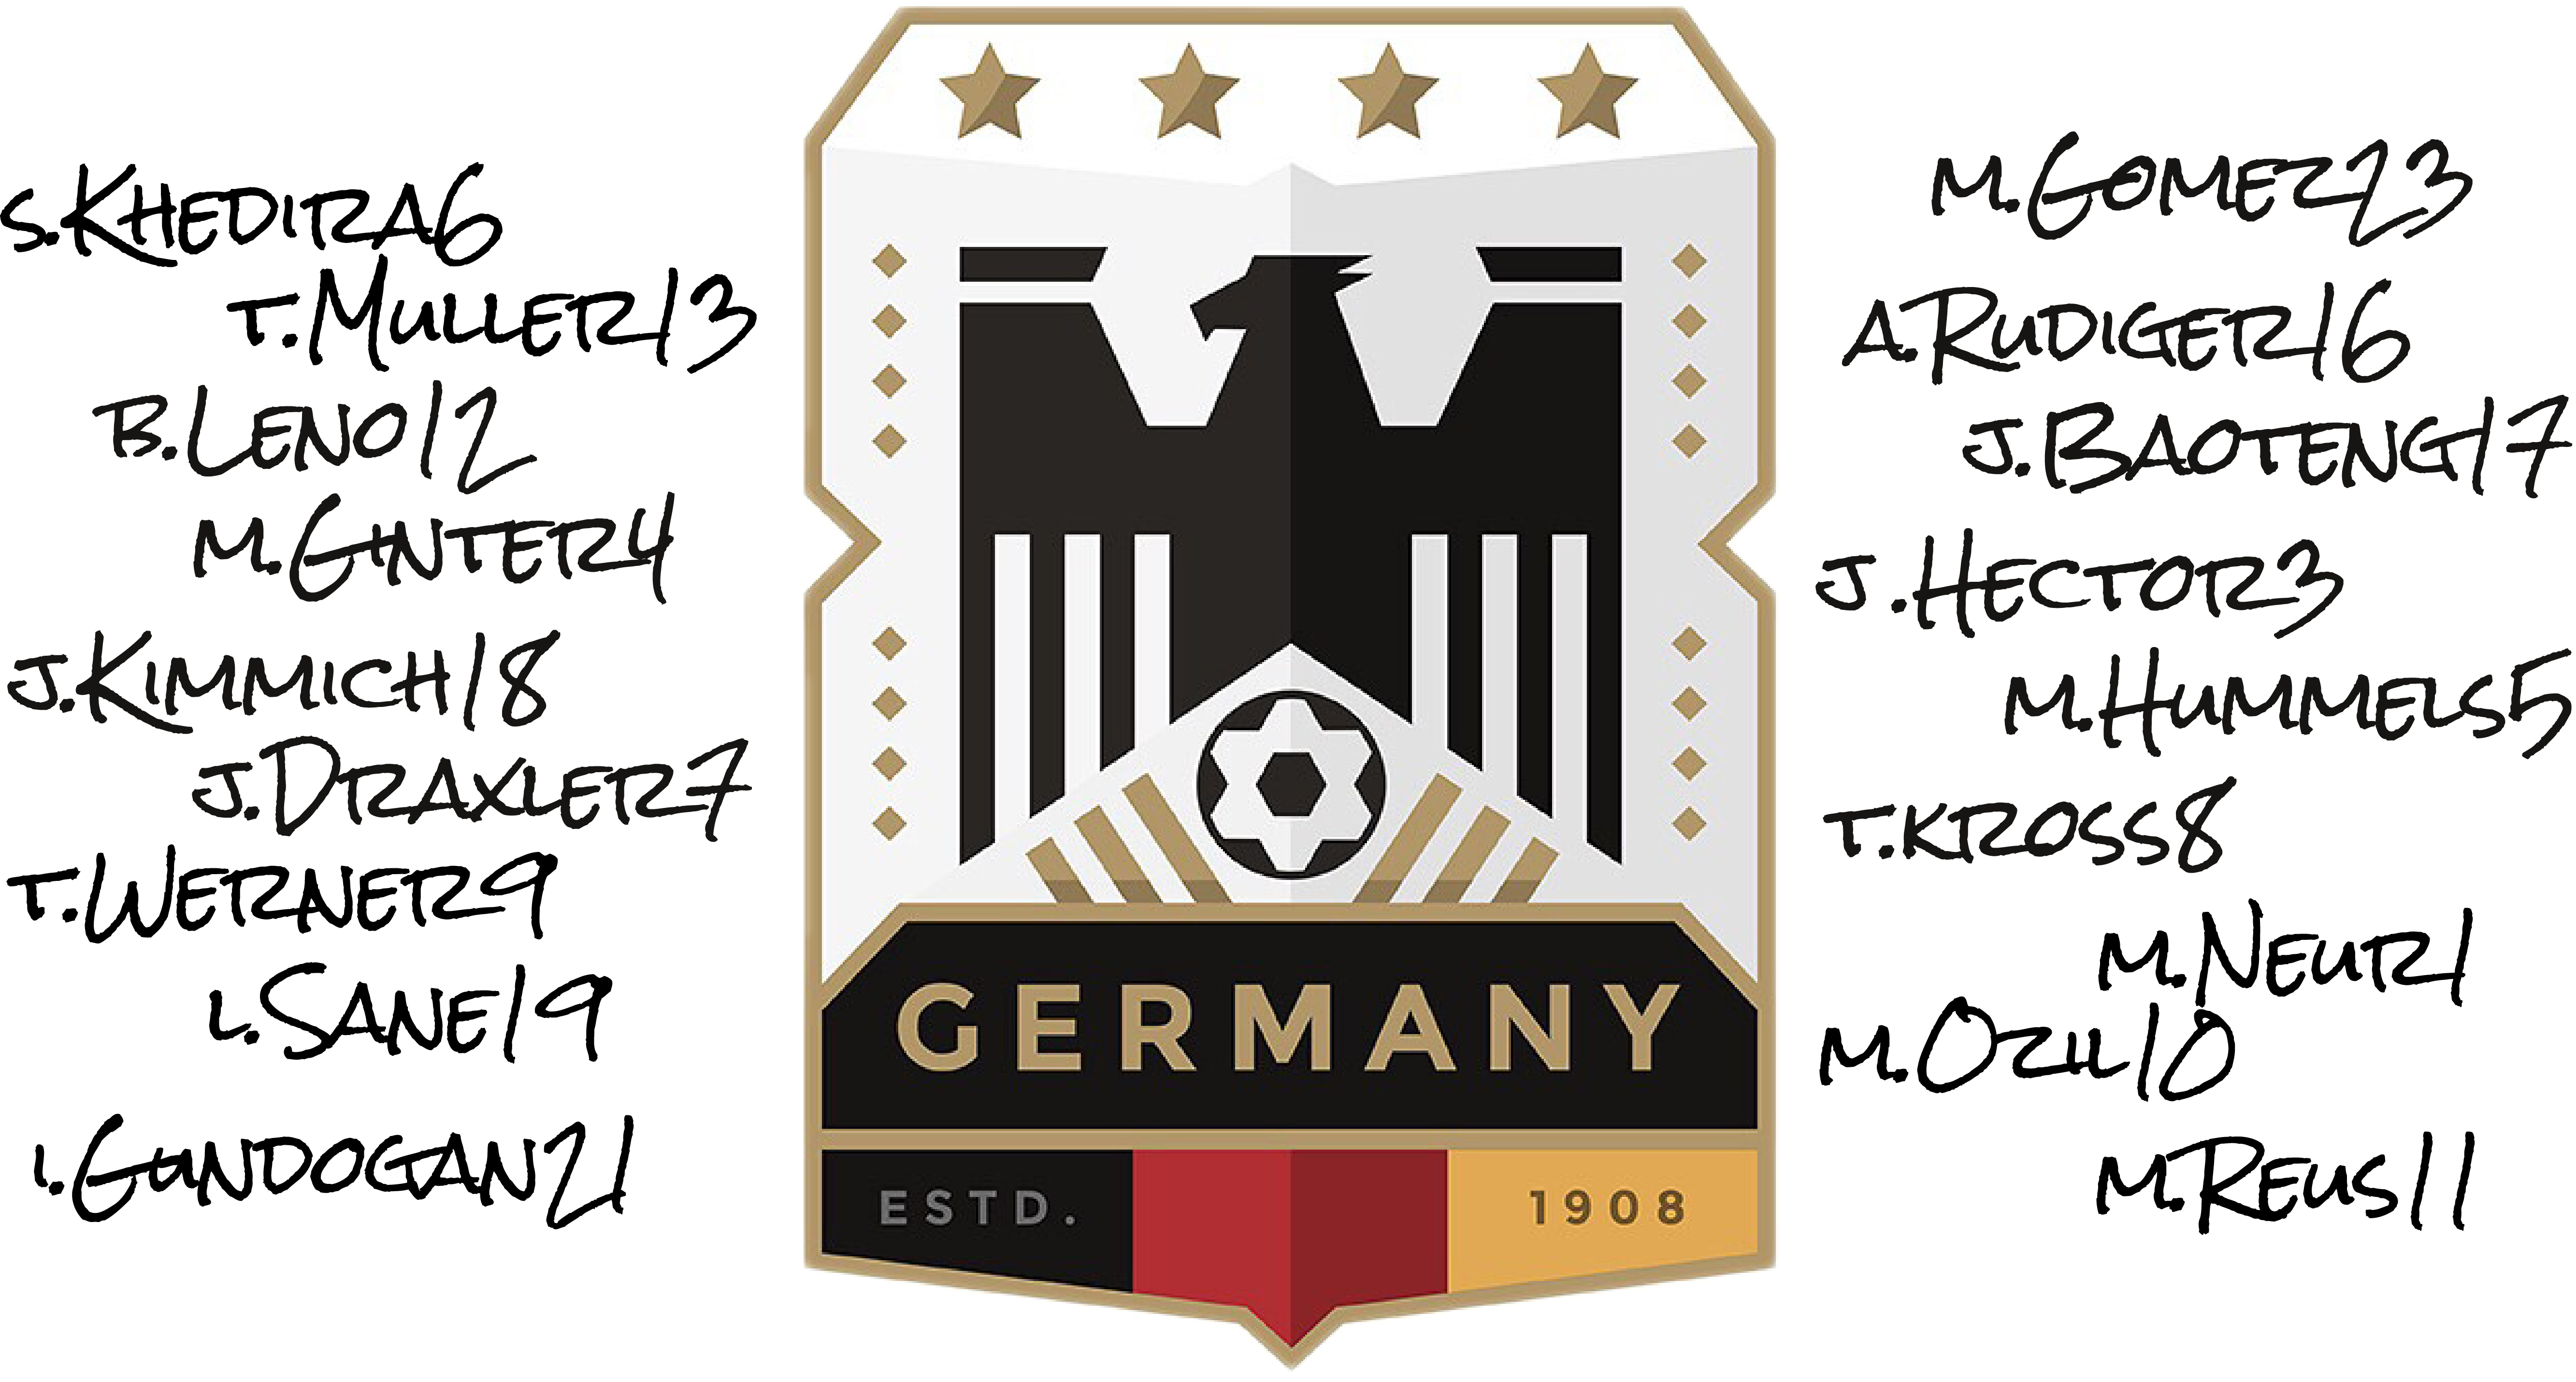 S.KHEDIRA6
T.MULLER13
B.LENO12
M.GINTER4
J.KIMMICH18
J.DRAXLER7
T.WERNER9
L.SANE19
I.GUNDOGAN21
GERMANY
ESTD. 1908
M.GOMEZ23
A.RUDIGER16
J.BAOTENG17
J.HECTOR3
M.HUMMELS5
T.KROSS8
M.NEUR1
M.OZIL10
M.REUS11